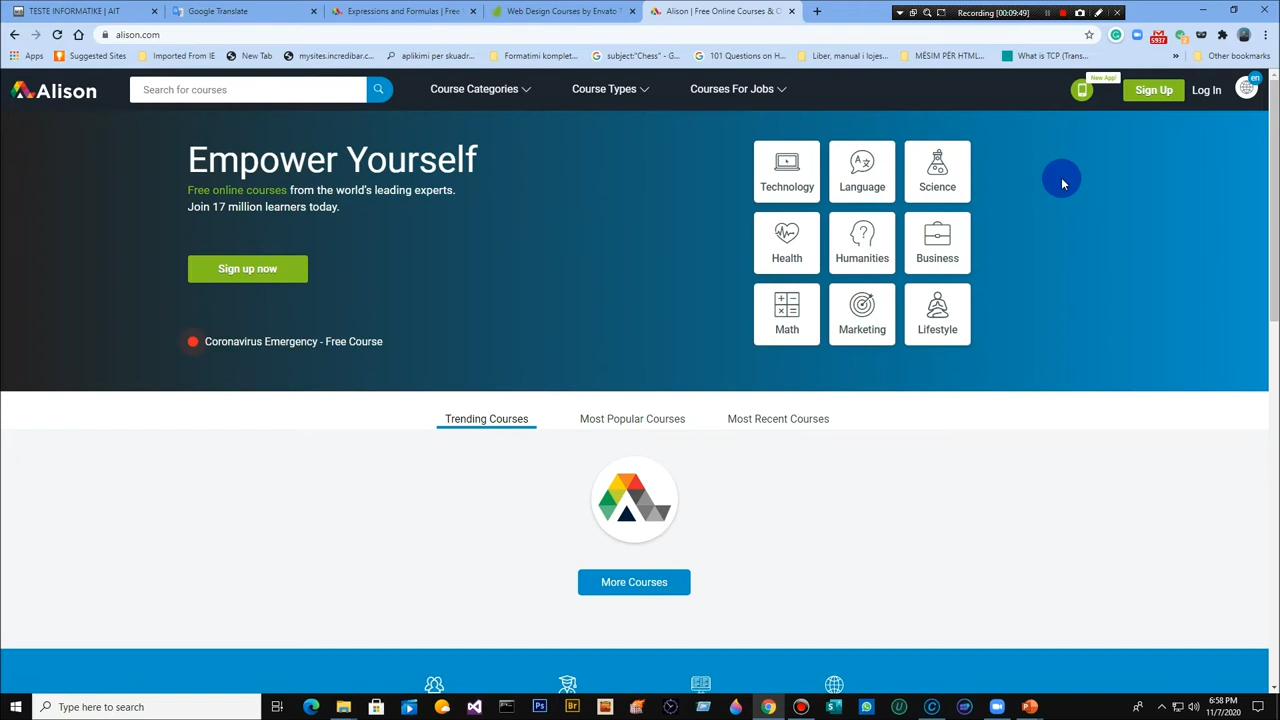 TESTE INFORMATIKE | AIT
Google Translate
Expressions and Formulas | Free
Web Design Courses by Envato T
Alison | Free Online Courses & O
Recording [00:09:49]
alison.com
5937
Apps
Suggested Sites
Imported From IE
New Tab
mysites.incredibar.c...
aplikimi per skuadr...
Formatimi komplet...
subject:"Chess" - G...
101 Questions on H...
Liber, manual i lojes...
MËSIM PËR HTML...
What is TCP (Trans...
»
Other bookmarks
Alison
Search for courses
Course Categories
Course Types
Courses For Jobs
New App!
Sign Up
Log In
en
Empower Yourself
Free online courses from the world's leading experts.
Join 17 million learners today.
Sign up now
Coronavirus Emergency - Free Course
Technology
Language
Science
Health
Humanities
Business
Math
Marketing
Lifestyle
Trending Courses
Most Popular Courses
Most Recent Courses
More Courses
Type here to search
6:58 PM
11/7/2020